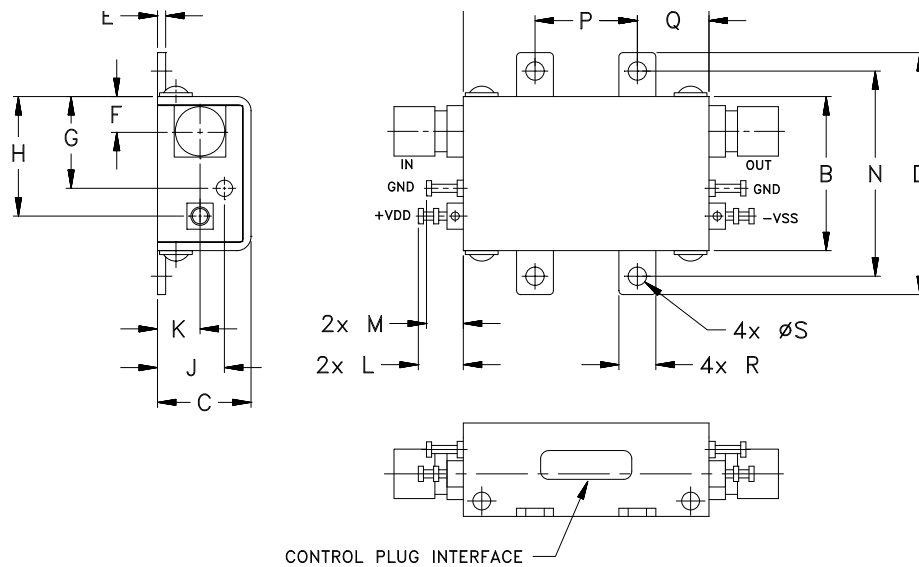 E
P
Q
F
G
H
IN
OUT
GND
GND
+VDD
-VSS
B
N
D
K
J
C
2x M
2x L
4x ØS
4x R
CONTROL PLUG INTERFACE